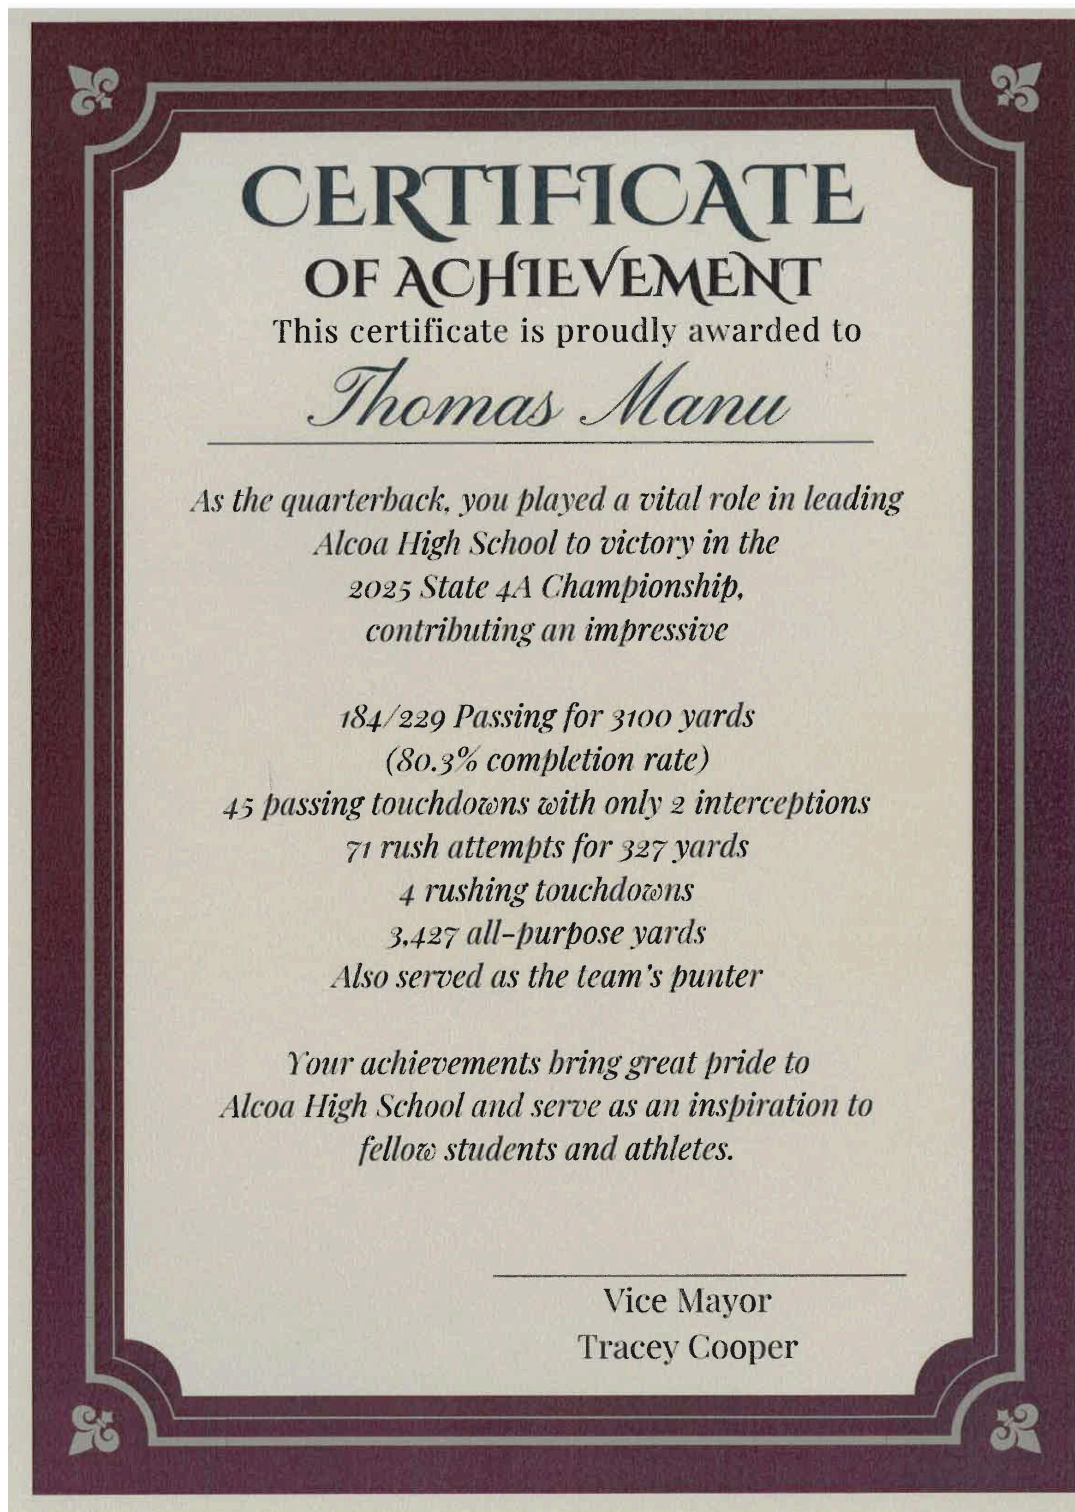 CERTIFICATE
OF ACHIEVEMENT
This certificate is proudly awarded to
Thomas Manu
As the quarterback, you played a vital role in leading
Alcoa High School to victory in the
2025 State 4A Championship,
contributing an impressive
184/229 Passing for 3100 yards
(80.3% completion rate)
45 passing touchdowns with only 2 interceptions
71 rush attempts for 327 yards
4 rushing touchdowns
3,427 all-purpose yards
Also served as the team's punter
Your achievements bring great pride to
Alcoa High School and serve as an inspiration to
fellow students and athletes.
Vice Mayor
Tracey Cooper